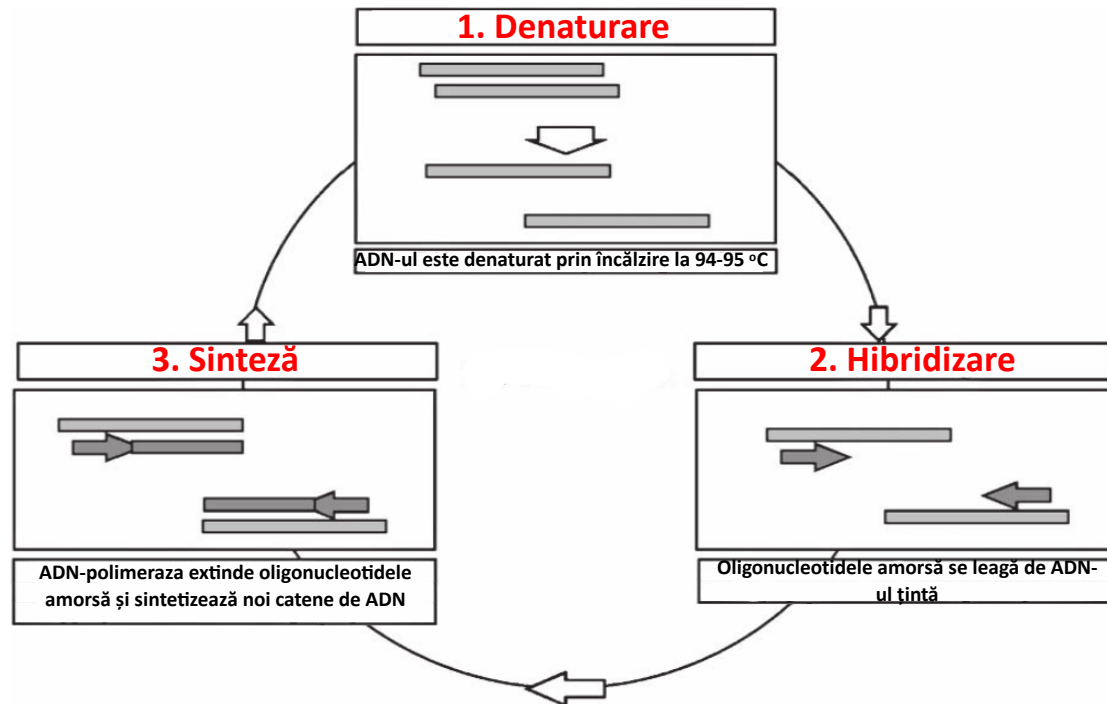 1. Denaturare
ADN-ul este denaturat prin încălzire la 94-95 ºC
2. Hibridizare
Oligonucleotidele amorsă se leagă de ADN-
ul țintă
3. Sinteză
ADN-polimeraza extinde oligonucleotidele
amorsă și sintetizează noi catene de ADN